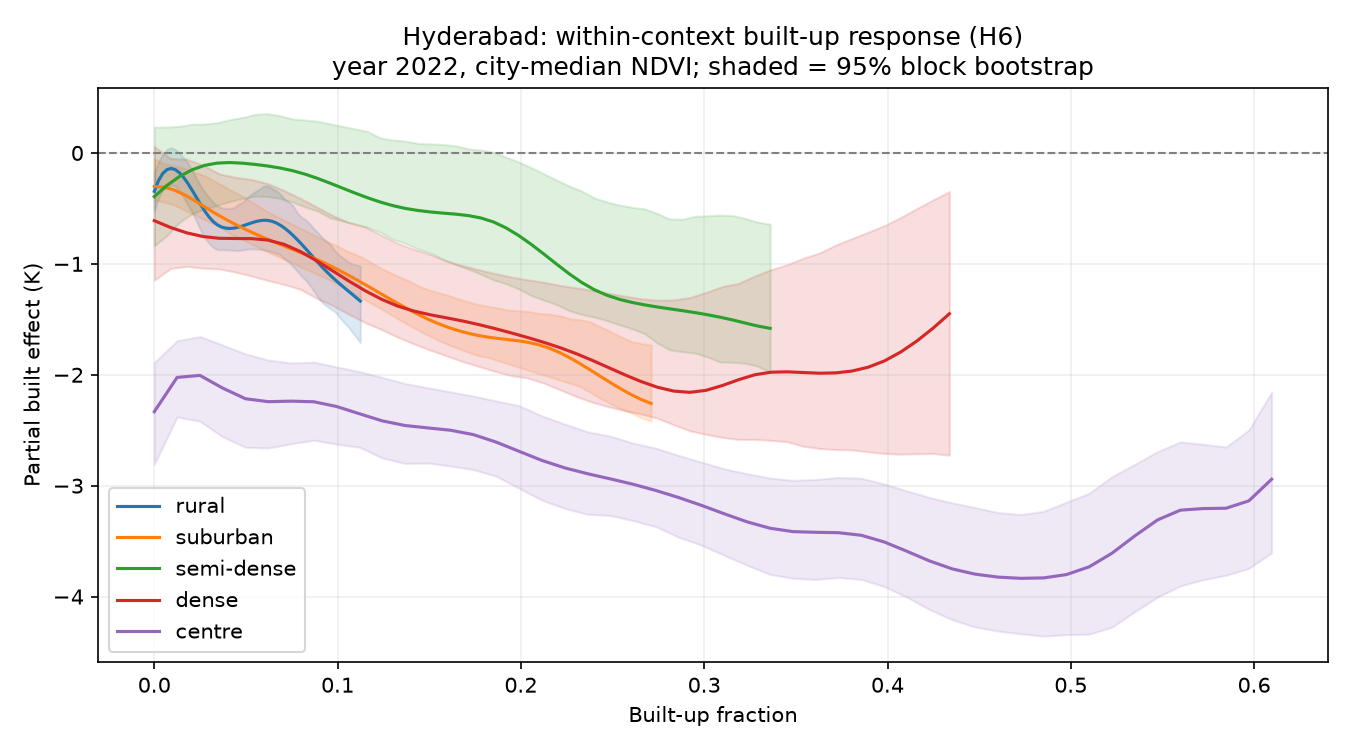 Hyderabad: within-context built-up response (H6)
year 2022, city-median NDVI; shaded = 95% block bootstrap
Partial built effect (K)
0
−1
−2
−3
−4
rural
suburban
semi-dense
dense
centre
0.0 0.1 0.2 0.3 0.4 0.5 0.6
Built-up fraction